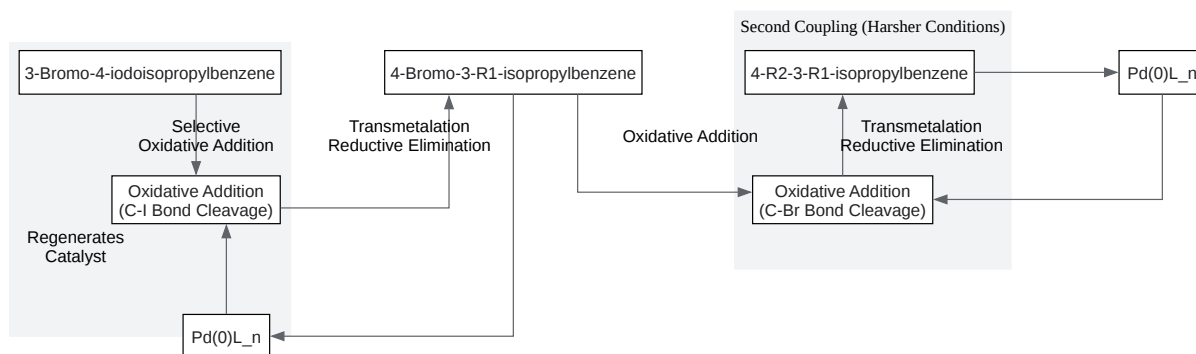 Second Coupling (Harsher Conditions)
3-Bromo-4-iodoisopropylbenzene
4-Bromo-3-R1-isopropylbenzene
4-R2-3-R1-isopropylbenzene
Pd(0)L_n
Selective
Oxidative Addition
Transmetalation
Reductive Elimination
Oxidative Addition
Transmetalation
Reductive Elimination
Oxidative Addition
(C-I Bond Cleavage)
Oxidative Addition
(C-Br Bond Cleavage)
Regenerates
Catalyst
Pd(0)L_n